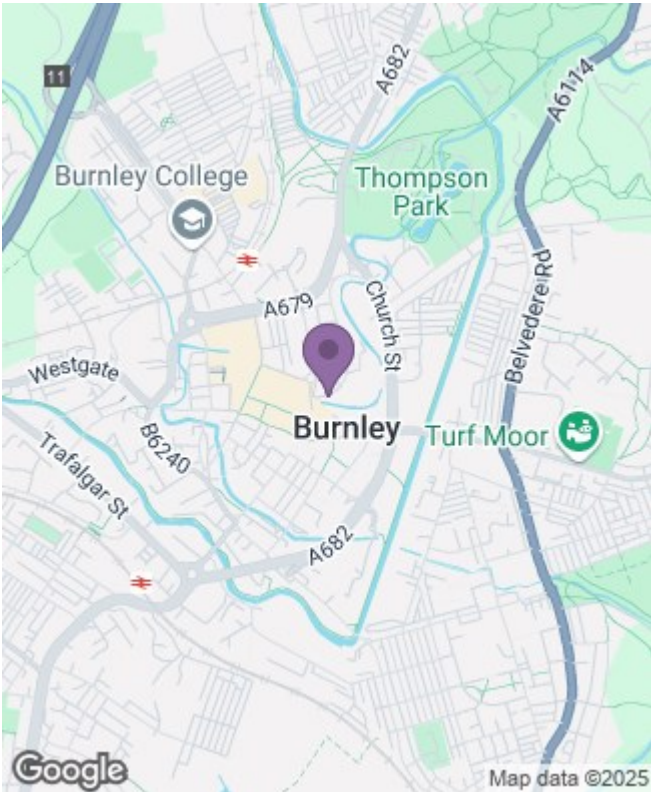 A682
11
A6114
Burnley College
Thompson
Park
A679
Church St
Belvedere Rd
Westgate
Burnley
Turf Moor
B6240
Trafalgar St
A682
Google
Map data ©2025